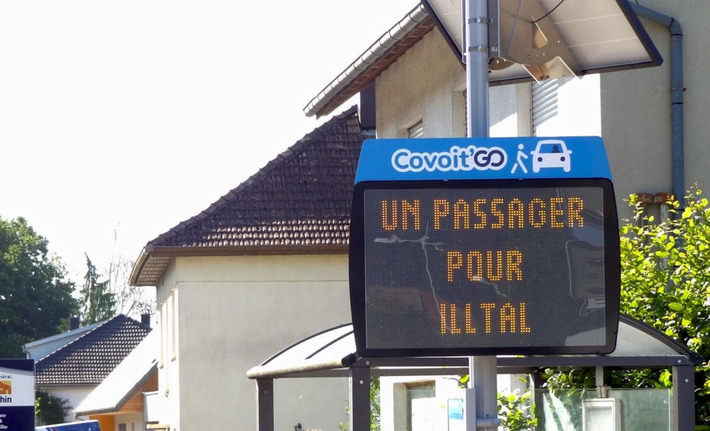 Covoit'GO
UN PASSAGER
POUR
ILLTAL